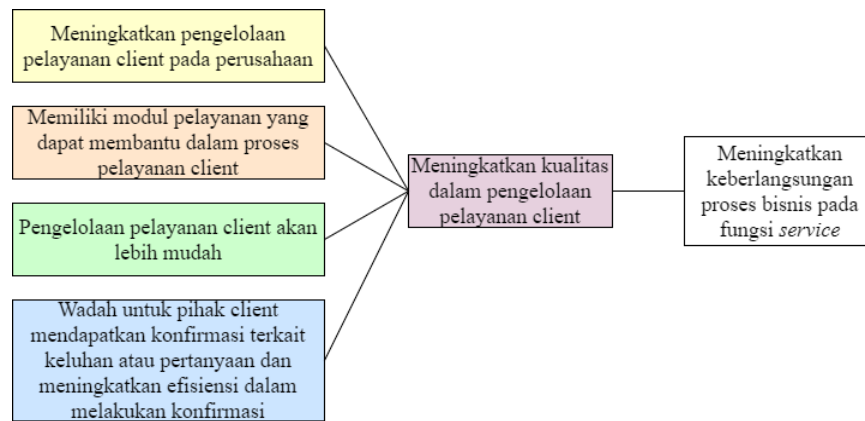 Meningkatkan pengelolaan
pelayanan client pada perusahaan
Memiliki modul pelayanan yang
dapat membantu dalam proses
pelayanan client
Pengelolaan pelayanan client akan
lebih mudah
Wadah untuk pihak client
mendapatkan konfirmasi terkait
keluhan atau pertanyaan dan
meningkatkan efisiensi dalam
melakukan konfirmasi
Meningkatkan kualitas
dalam pengelolaan
pelayanan client
Meningkatkan
keberlangsungan
proses bisnis pada
fungsi service